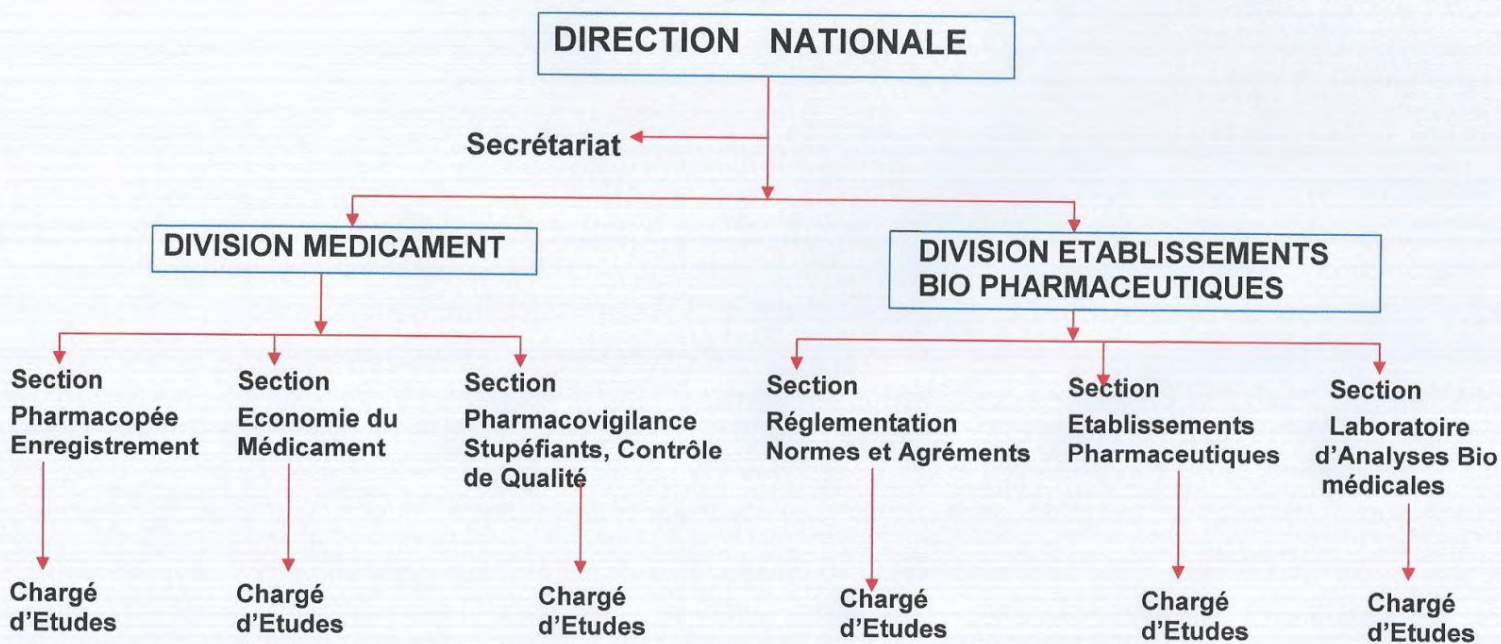 DIRECTION NATIONALE
Secrétariat
DIVISION MEDICAMENT
DIVISION ETABLISSEMENTS
BIO PHARMACEUTIQUES
Section
Pharmacopée
Enregistrement
Section
Economie du
Médicament
Section
Pharmacovigilance
Stupéfiants, Contrôle
de Qualité
Section
Réglementation
Normes et Agréments
Section
Etablissements
Pharmaceutiques
Section
Laboratoire
d'Analyses Bio
médicales
Chargé
d'Etudes
Chargé
d'Etudes
Chargé
d'Etudes
Chargé
d'Etudes
Chargé
d'Etudes
Chargé
d'Etudes